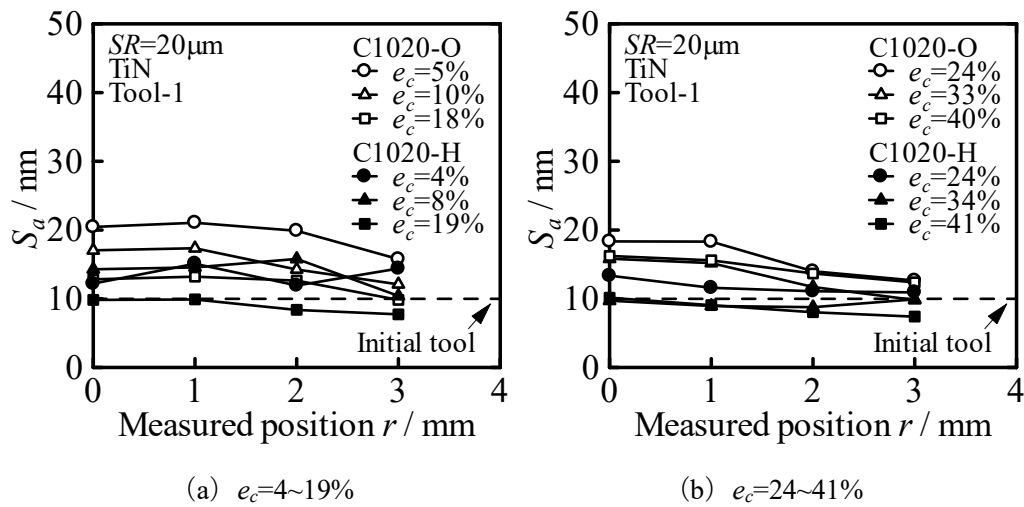 50
40
30
20
10
0
S_a / nm
SR=20μm
TiN
Tool-1
C1020-O
e_c=5%
e_c=10%
e_c=18%
C1020-H
e_c=4%
e_c=8%
e_c=19%
Initial tool
0 1 2 3 4
Measured position r / mm
(a) e_c=4~19%
50
40
30
20
10
0
S_a / nm
SR=20μm
TiN
Tool-1
C1020-O
e_c=24%
e_c=33%
e_c=40%
C1020-H
e_c=24%
e_c=34%
e_c=41%
Initial tool
0 1 2 3 4
Measured position r / mm
(b) e_c=24~41%